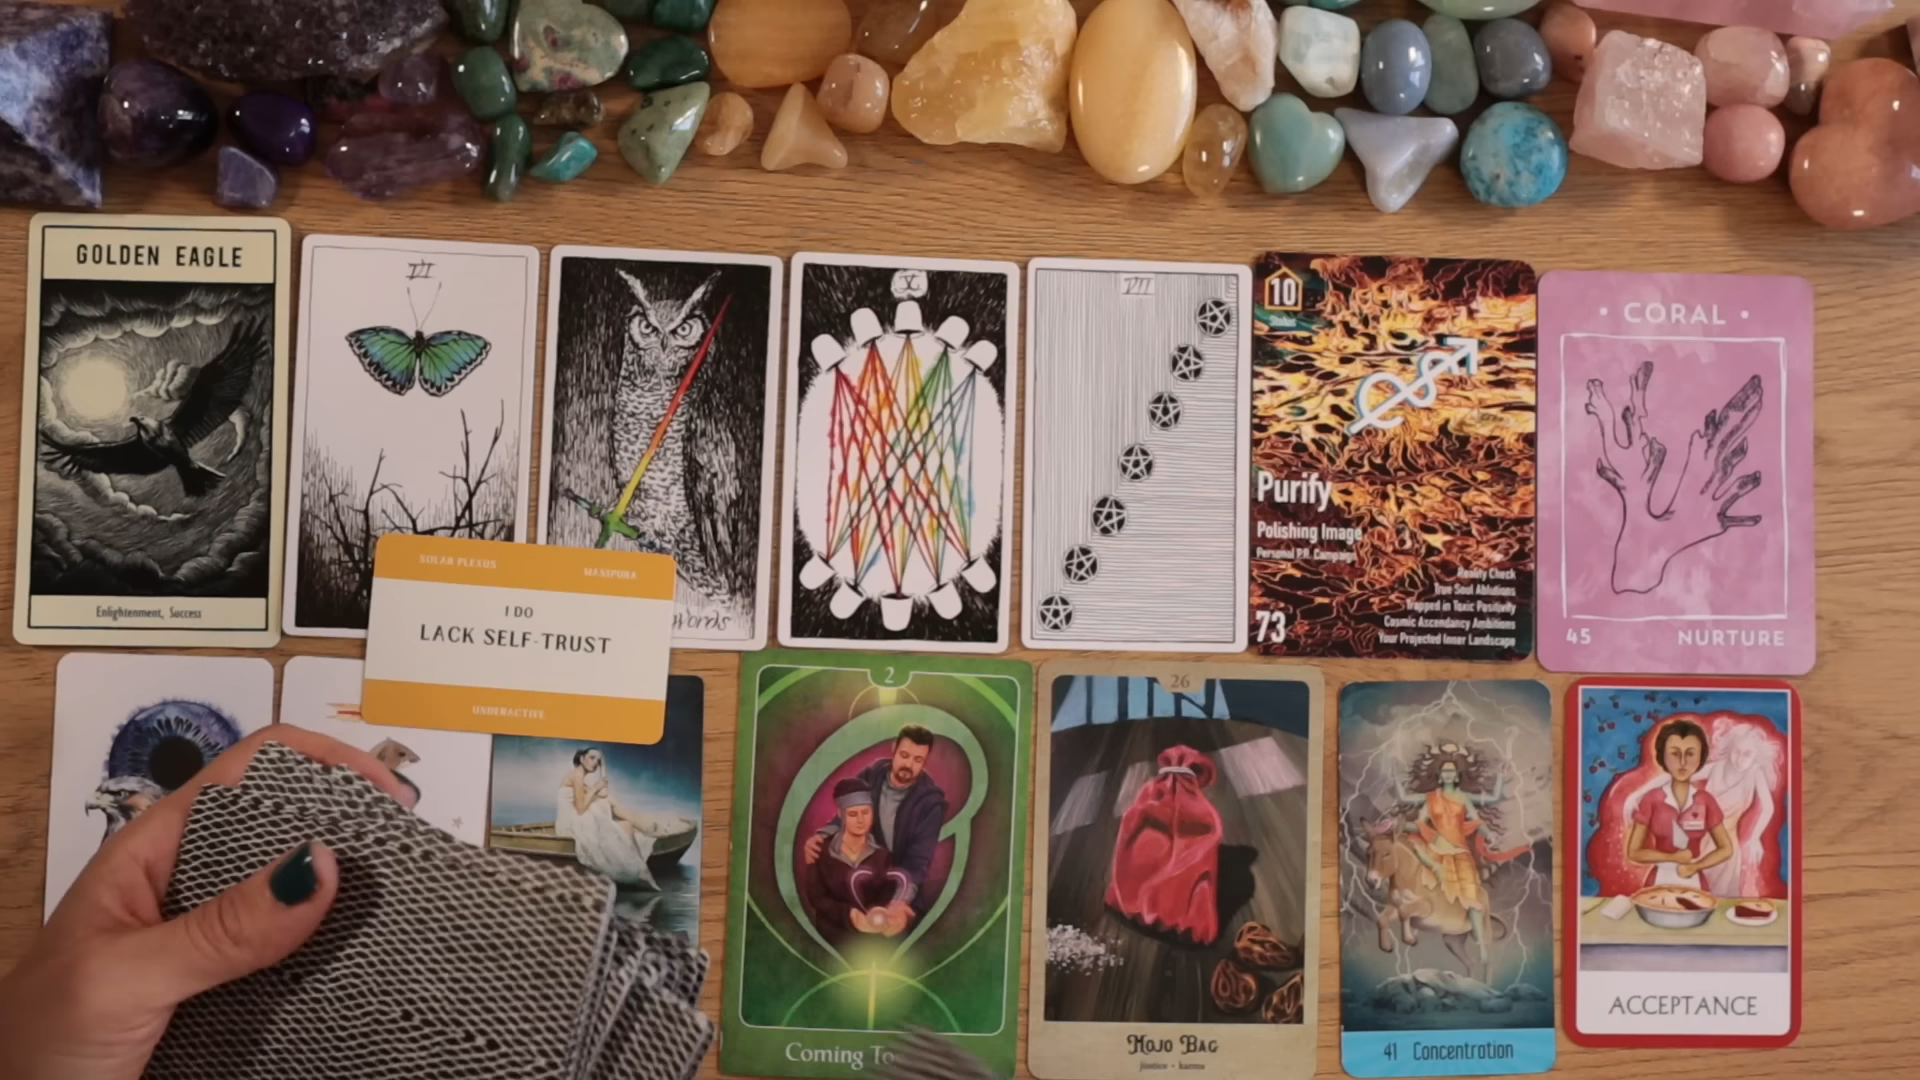 GOLDEN EAGLE
Enlightenment, Success
VII
VII
10
Purify
Polishing Image
Personal P.R. Campaign
Reality Check
True Soul Ablutions
Trapped in Toxic Positivity
Cosmic Ascendancy Ambitions
Your Projected Inner Landscape
73
• CORAL •
45 NURTURE
SOLAR PLEXUS MANIPURA
I DO
LACK SELF-TRUST
UNDERACTIVE
2
Coming To
26
MOJO BAG
justice - karma
41 Concentration
ACCEPTANCE